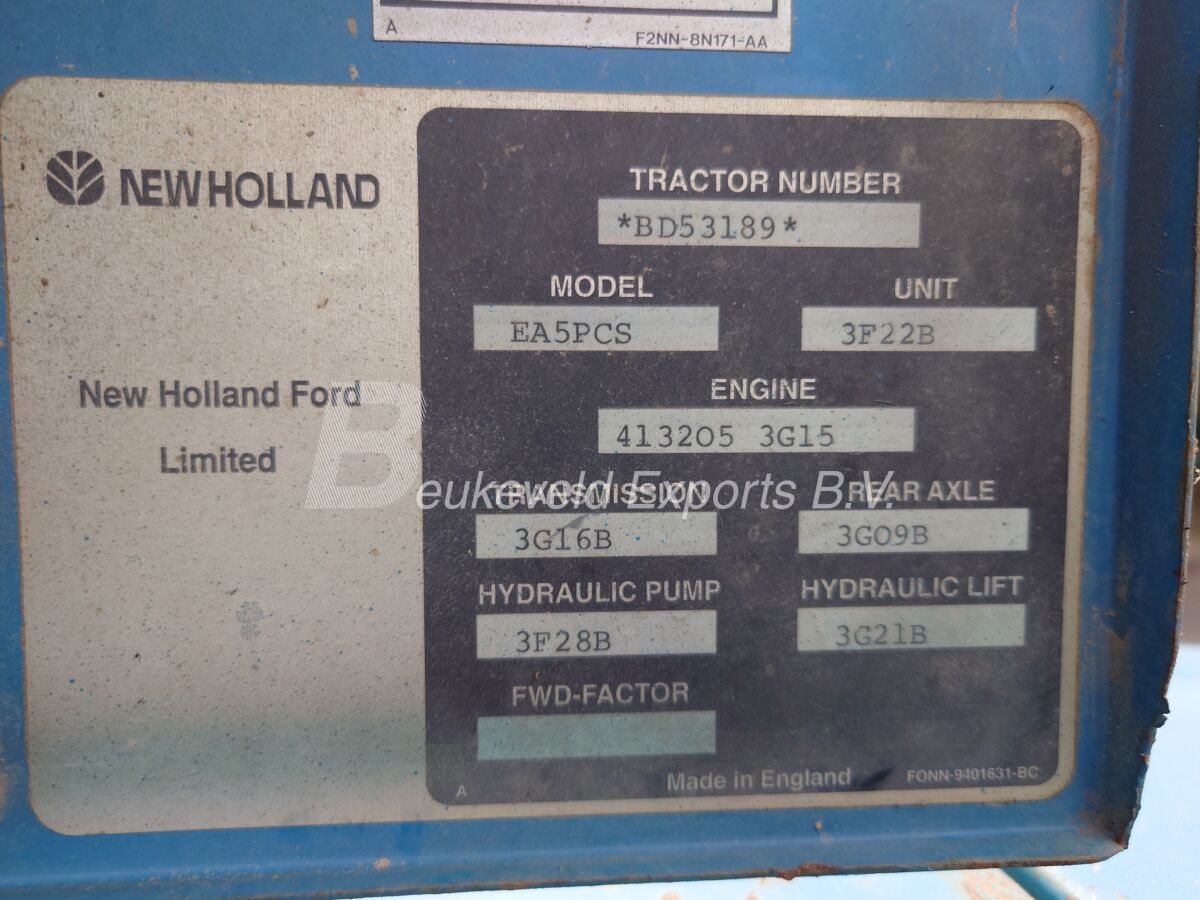 A F2NN-8N171-AA
NEW HOLLAND
New Holland Ford
Limited
TRACTOR NUMBER
*BD53189*
MODEL UNIT
EA5PCS 3F22B
ENGINE
413205 3G15
TRANSMISSION REAR AXLE
3G16B 3G09B
HYDRAULIC PUMP HYDRAULIC LIFT
3F28B 3G21B
FWD-FACTOR
A Made in England FONN-9401631-BC
Beukeveld Exports B.V.